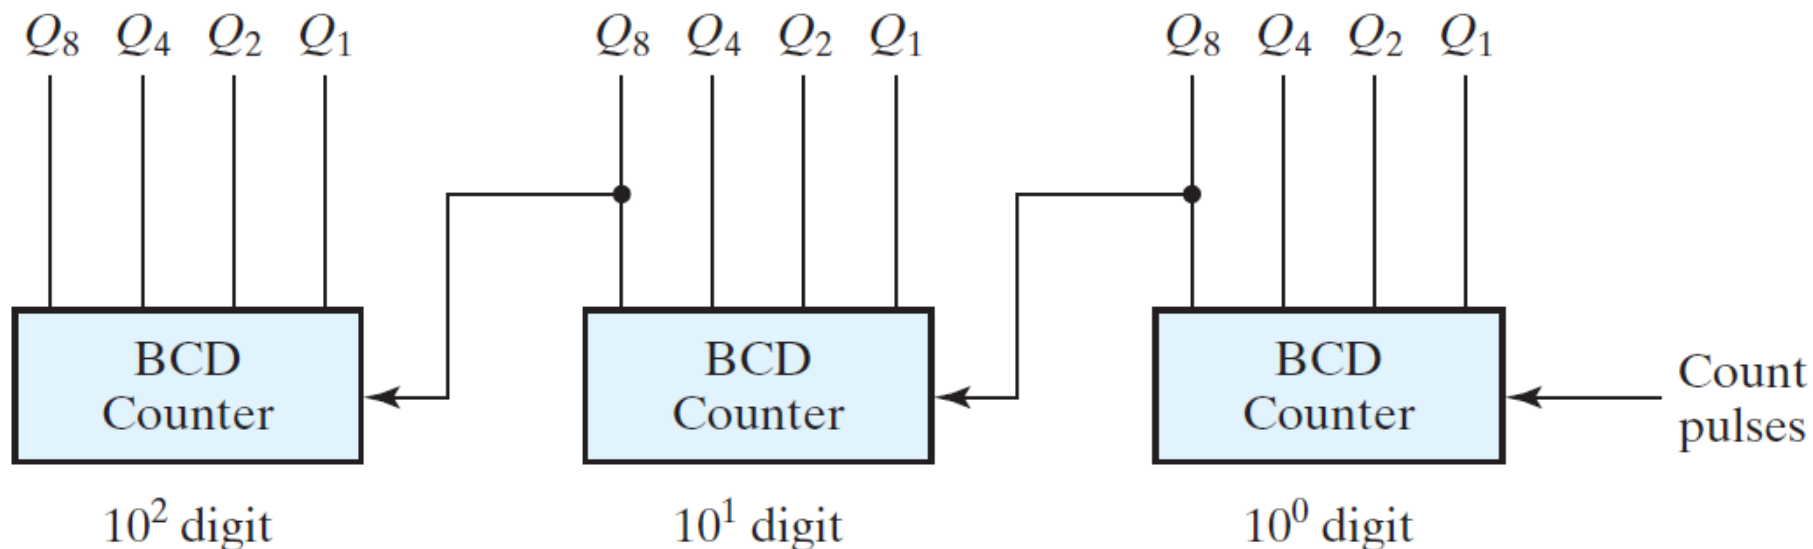 Q₈ Q₄ Q₂ Q₁ Q₈ Q₄ Q₂ Q₁ Q₈ Q₄ Q₂ Q₁
BCD
Counter
BCD
Counter
BCD
Counter
Count
pulses
10² digit
10¹ digit
10⁰ digit